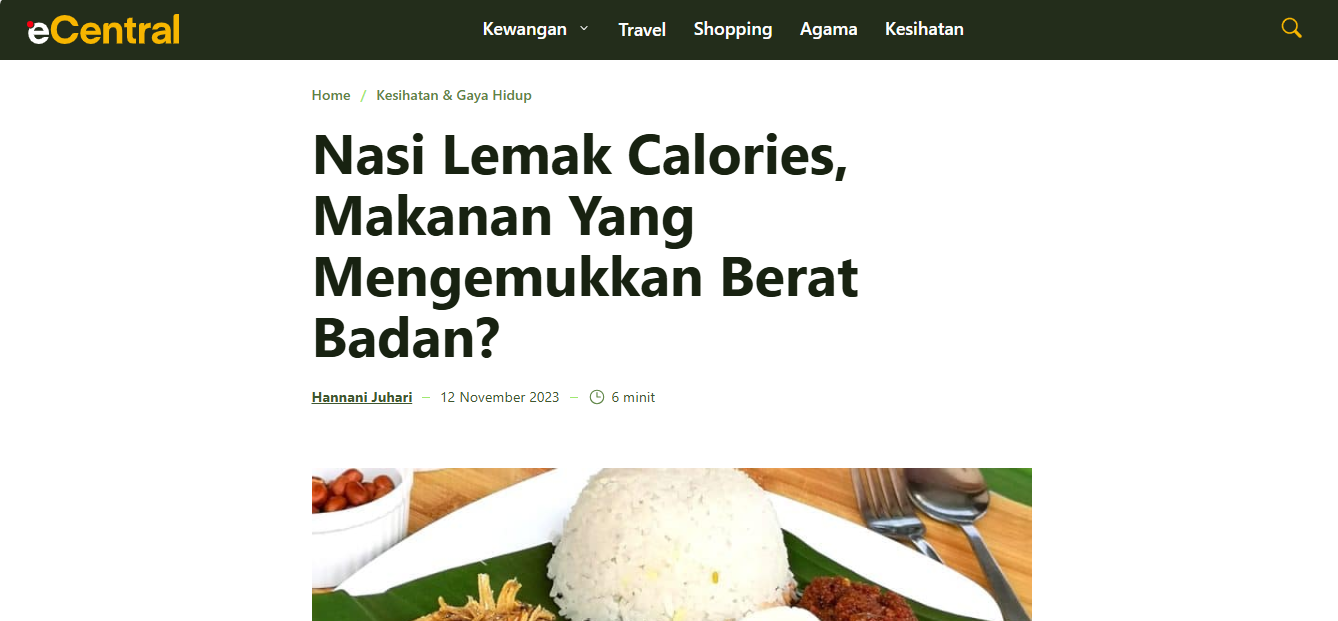 eCentral
Kewangan Travel Shopping Agama Kesihatan
Home / Kesihatan & Gaya Hidup
Nasi Lemak Calories,
Makanan Yang
Mengemukkan Berat
Badan?
Hannani Juhari – 12 November 2023 – 6 minit